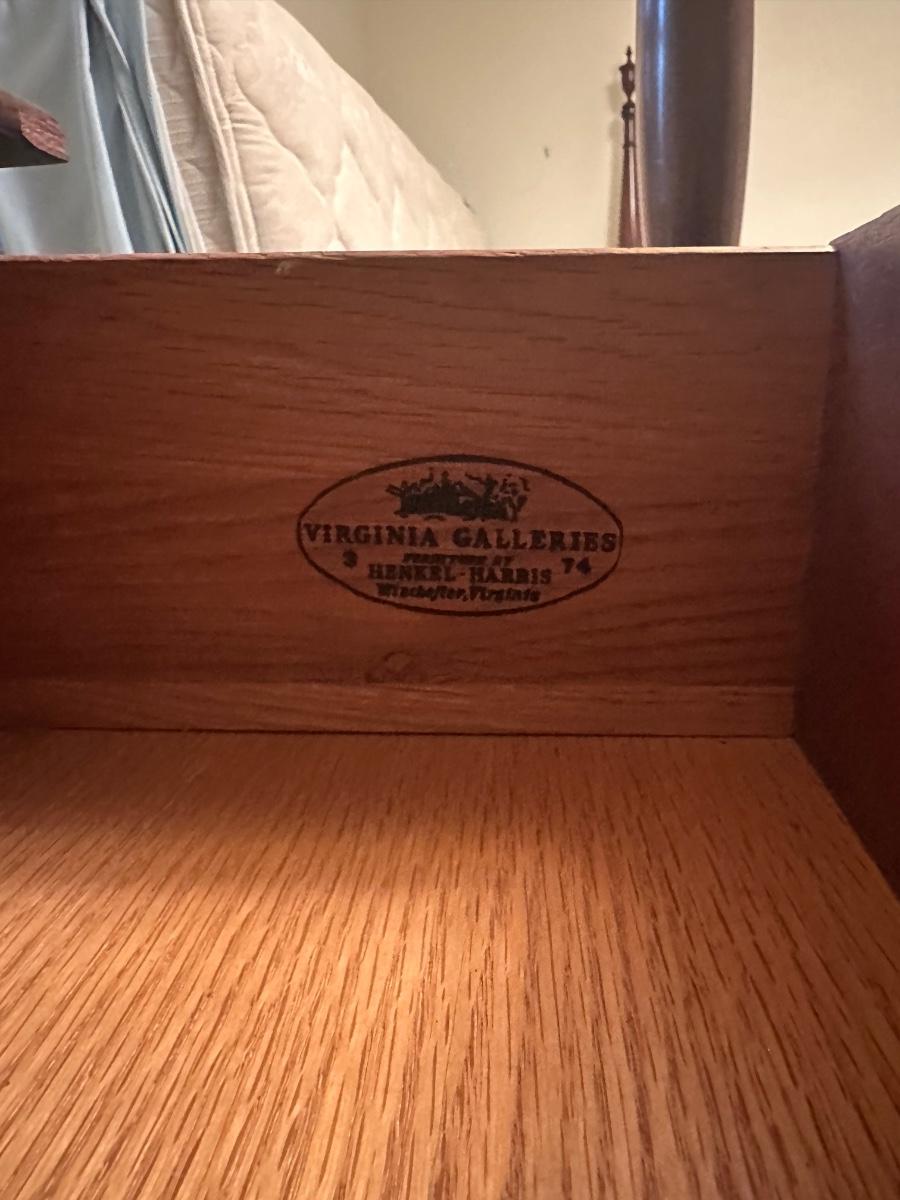 VIRGINIA GALLERIES
3 FURNITURE BY 74
HENKEL-HARRIS
Winchester, Virginia